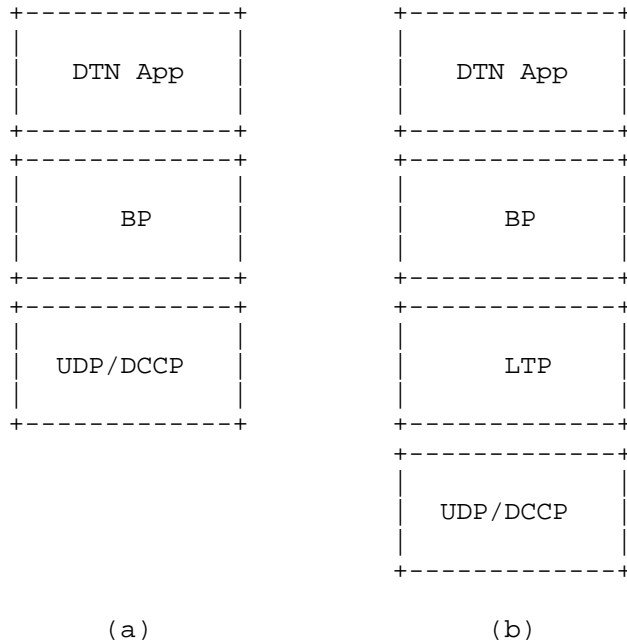 DTN App DTN App
BP BP
UDP/DCCP LTP
UDP/DCCP
(a) (b)